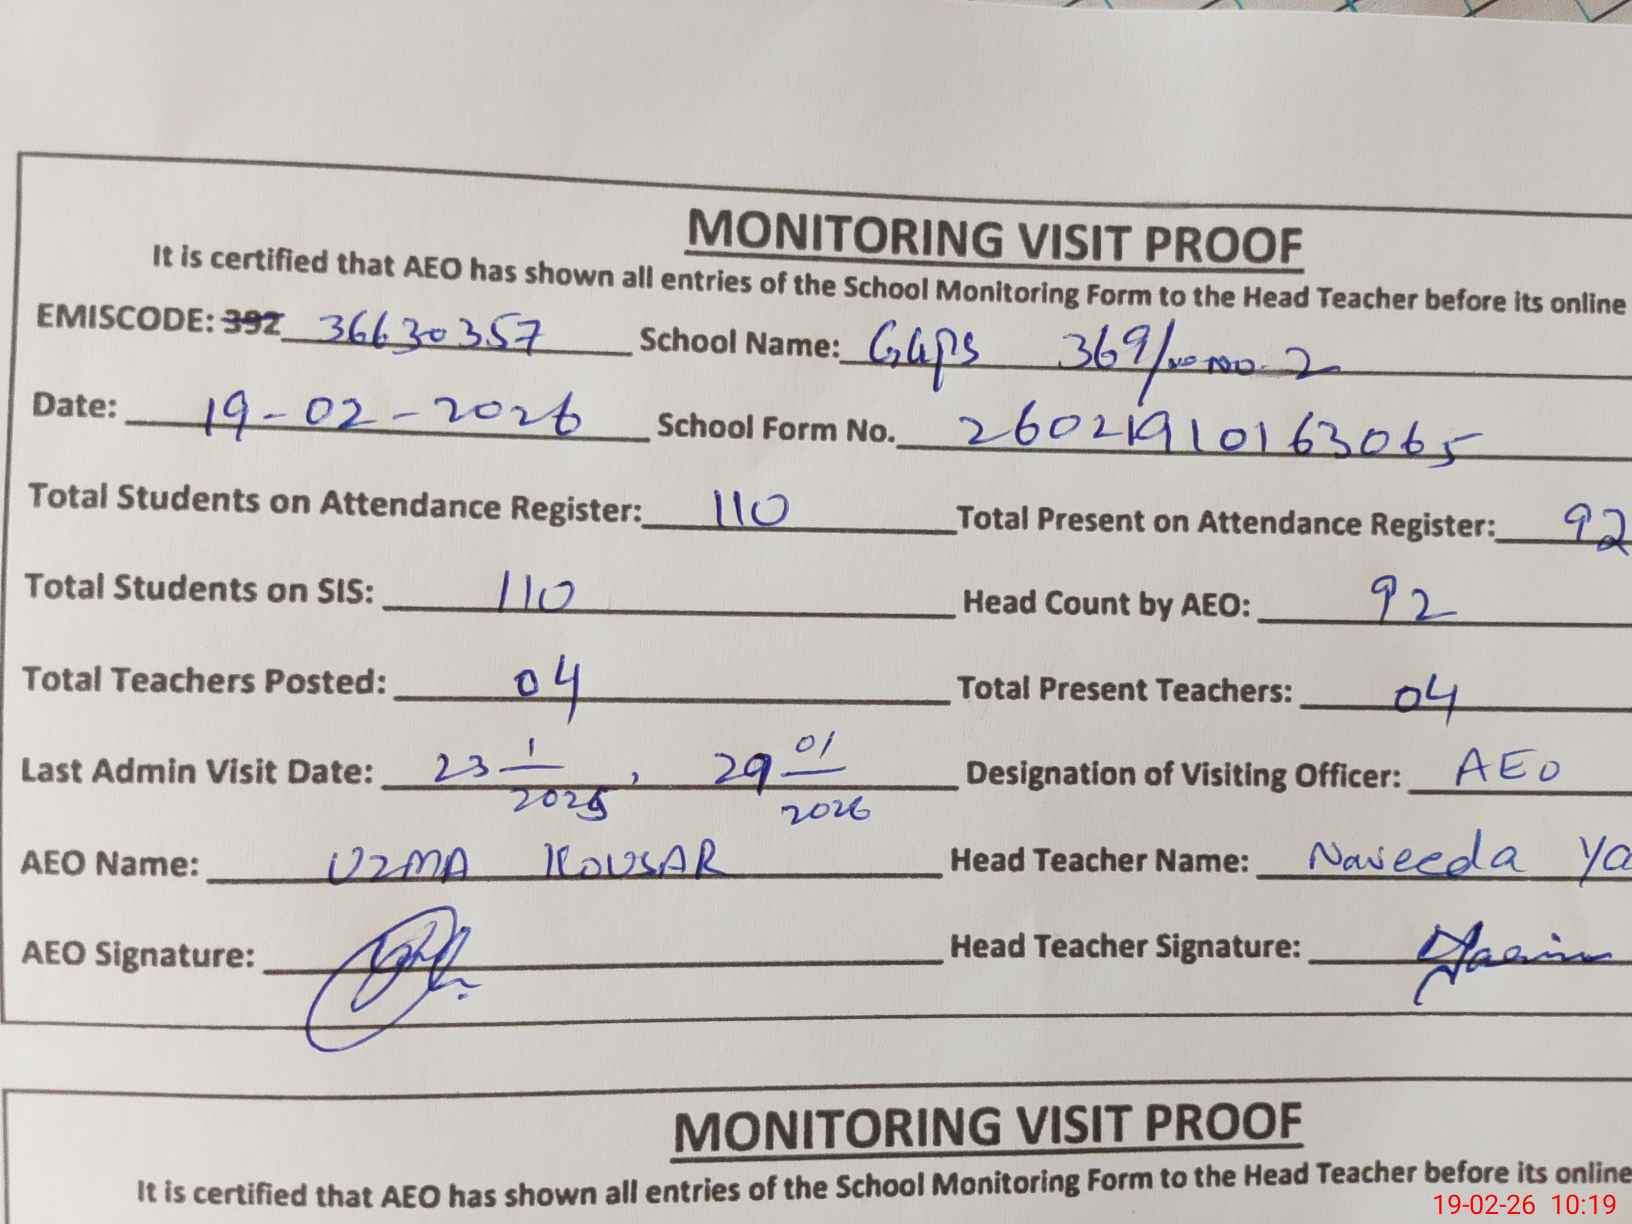 MONITORING VISIT PROOF
It is certified that AEO has shown all entries of the School Monitoring Form to the Head Teacher before its online
EMISCODE: 392 36630357 School Name: GGPS 369/ No. 2
Date: 19-02-2026 School Form No. 26021910163065
Total Students on Attendance Register: 110 Total Present on Attendance Register: 92
Total Students on SIS: 110 Head Count by AEO: 92
Total Teachers Posted: 04 Total Present Teachers: 04
Last Admin Visit Date: 23 1/2025, 29 01/2026 Designation of Visiting Officer: AEO
AEO Name: UZMA KOUSAR Head Teacher Name: Naveeda Ya
AEO Signature: Head Teacher Signature:
MONITORING VISIT PROOF
It is certified that AEO has shown all entries of the School Monitoring Form to the Head Teacher before its online
19-02-26 10:19